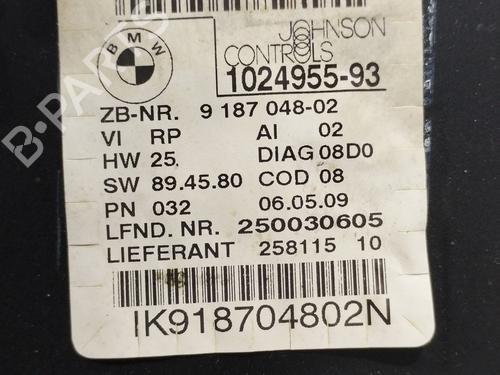 BMW
JOHNSON
CONTROLS
1024955-93
ZB-NR. 9 187 048-02
VI RP AI 02
HW 25. DIAG 08D0
SW 89.45.80 COD 08
PN 032 06.05.09
LFND. NR. 250030605
LIEFERANT 258115 10
IK918704802N
B-PARTS